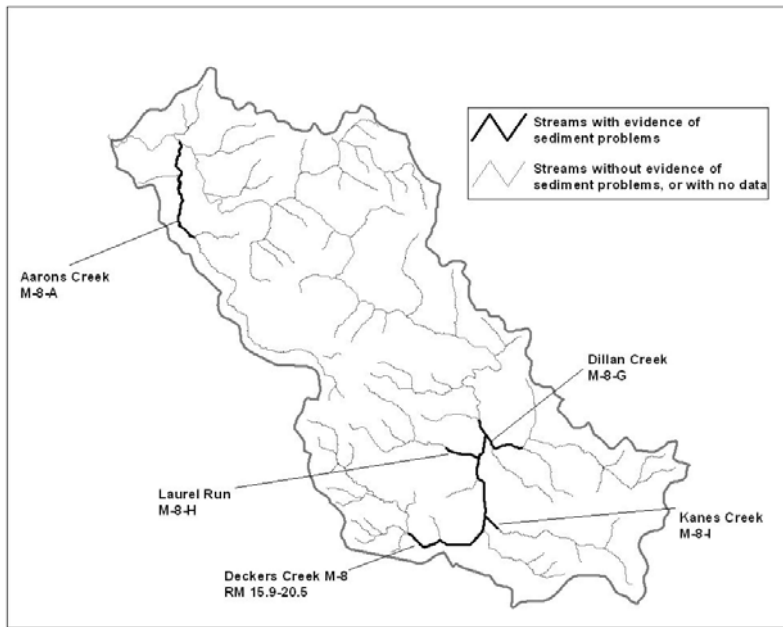 Streams with evidence of
sediment problems
Streams without evidence of
sediment problems, or with no data
Aarons Creek
M-8-A
Dillan Creek
M-8-G
Laurel Run
M-8-H
Kanes Creek
M-8-I
Deckers Creek M-8
RM 15.9-20.5